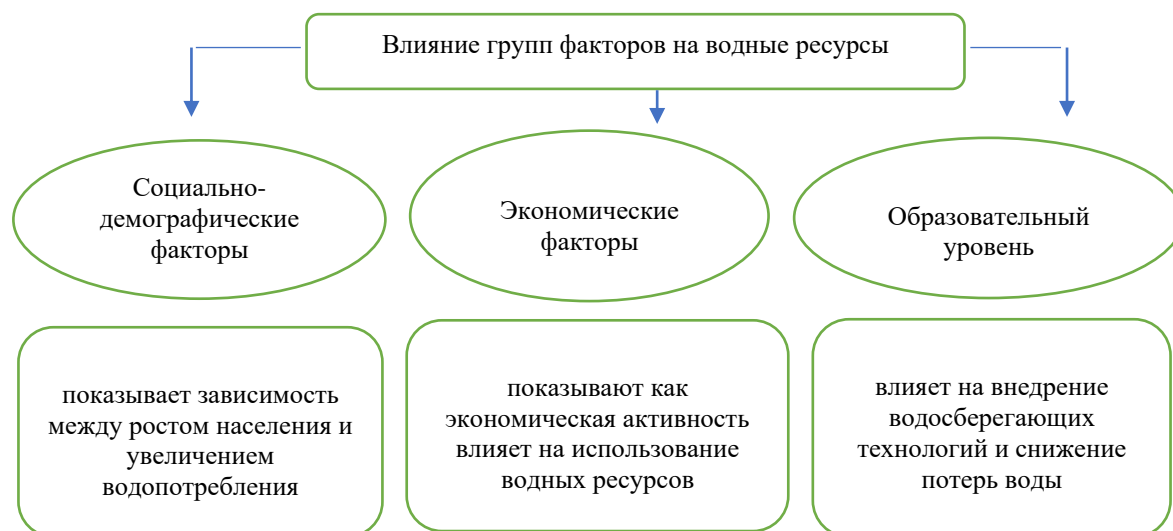 Влияние групп факторов на водные ресурсы
Социально-
демографические
факторы
Экономические
факторы
Образовательный
уровень
показывает зависимость
между ростом населения и
увеличением
водопотребления
показывают как
экономическая активность
влияет на использование
водных ресурсов
влияет на внедрение
водосберегающих
технологий и снижение
потерь воды